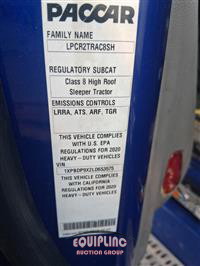 PACCAR
FAMILY NAME
LPCR2TRAC8SH
REGULATORY SUBCAT
Class 8 High Roof
Sleeper Tractor
EMISSIONS CONTROLS
LRRA, ATS, ARF, TGR
THIS VEHICLE COMPLIES
WITH U.S. EPA
REGULATIONS FOR 2020
HEAVY - DUTY VEHICLES
VIN
THIS VEHICLE COMPLIES
WITH CALIFORNIA
REGULATIONS FOR 2020
HEAVY - DUTY VEHICLES
EQUIPLINC
AUCTION GROUP